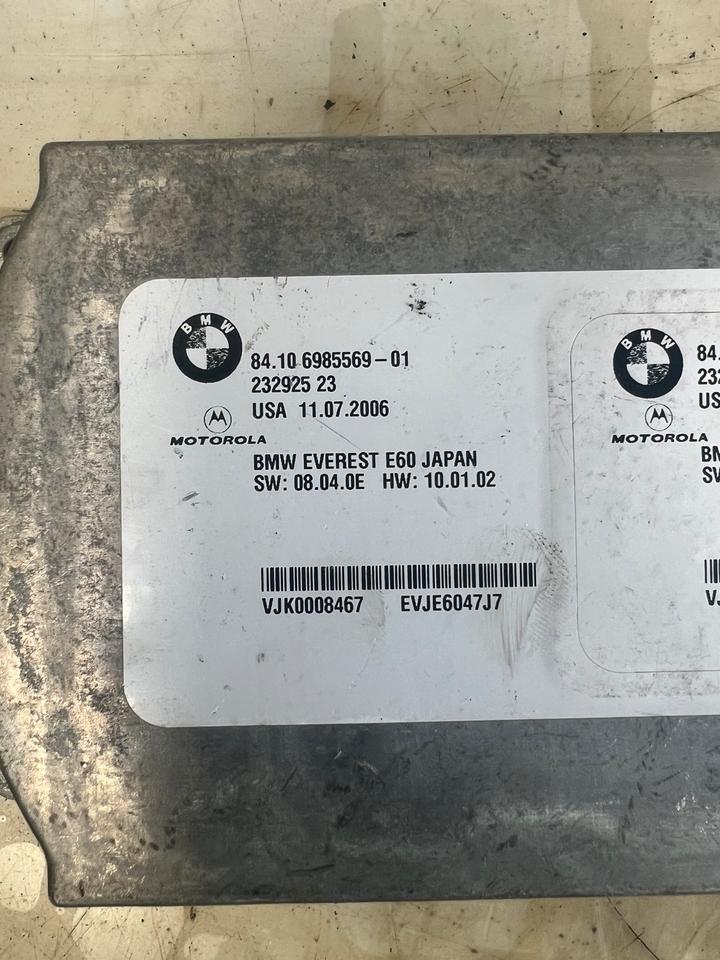 BMW
84.10 6985569-01
232925 23
USA 11.07.2006
MOTOROLA
BMW EVEREST E60 JAPAN
SW: 08.04.0E HW: 10.01.02
VJK0008467 EVJE6047J7
BMW
84.
232
US
MOTOROLA
BM
SW
VJ